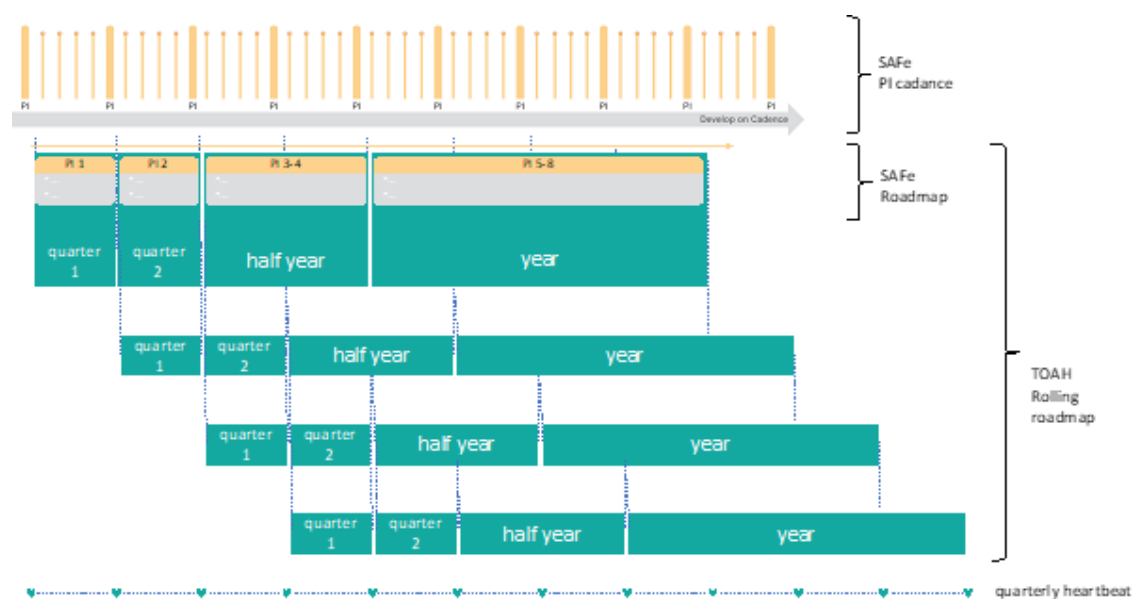 SAFe
PI cadance
PI PI PI PI PI PI PI PI PI PI
Develop on Cadence
PI 1 PI 2 PI 3-4 PI 5-8
SAFe
Roadmap
quarter
1
quarter
2
half year
year
quarter
1
quarter
2
half year
year
TOAH
Rolling
roadmap
quarter
1
quarter
2
half year
year
quarter
1
quarter
2
half year
year
quarterly heartbeat